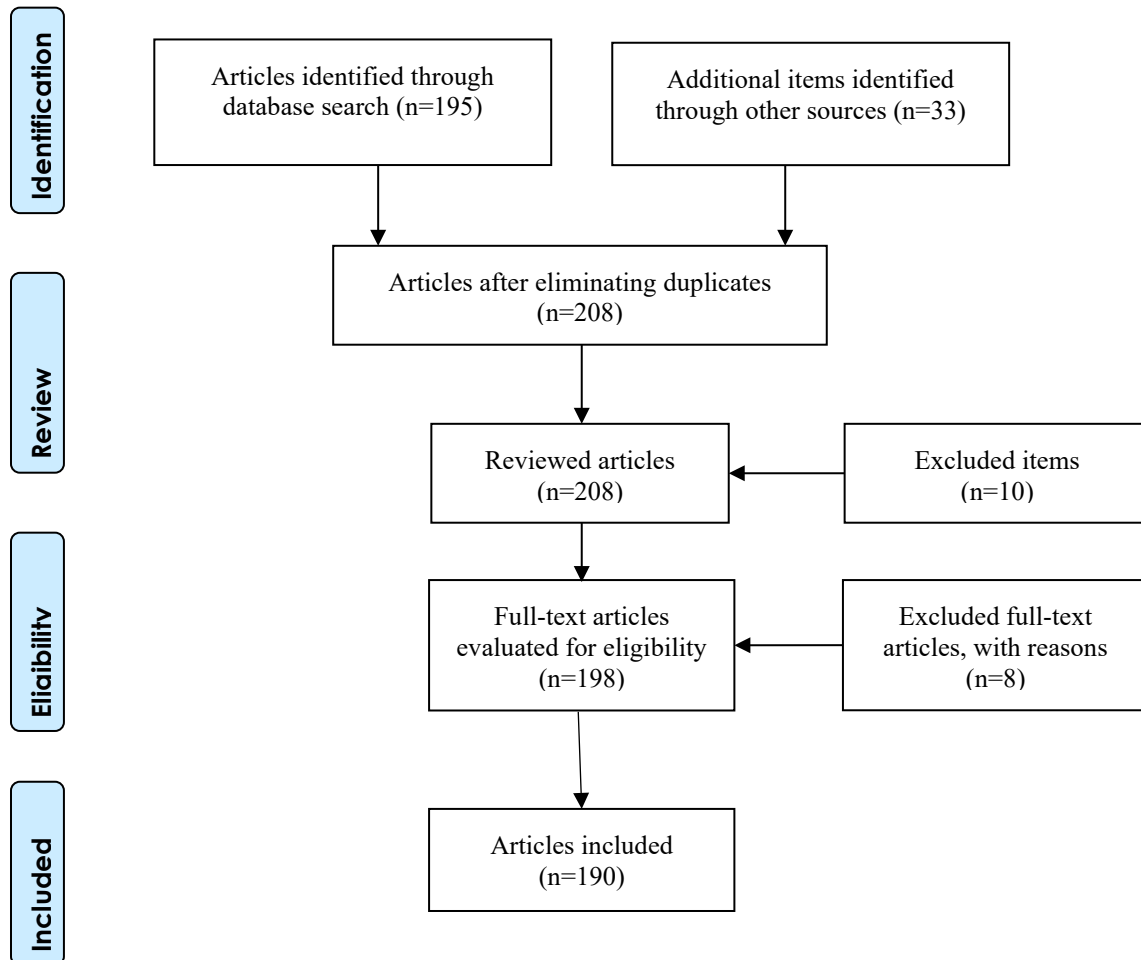 Identification
Articles identified through
database search (n=195)
Additional items identified
through other sources (n=33)
Articles after eliminating duplicates
(n=208)
Review
Reviewed articles
(n=208)
Excluded items
(n=10)
Eligibility
Full-text articles
evaluated for eligibility
(n=198)
Excluded full-text
articles, with reasons
(n=8)
Included
Articles included
(n=190)